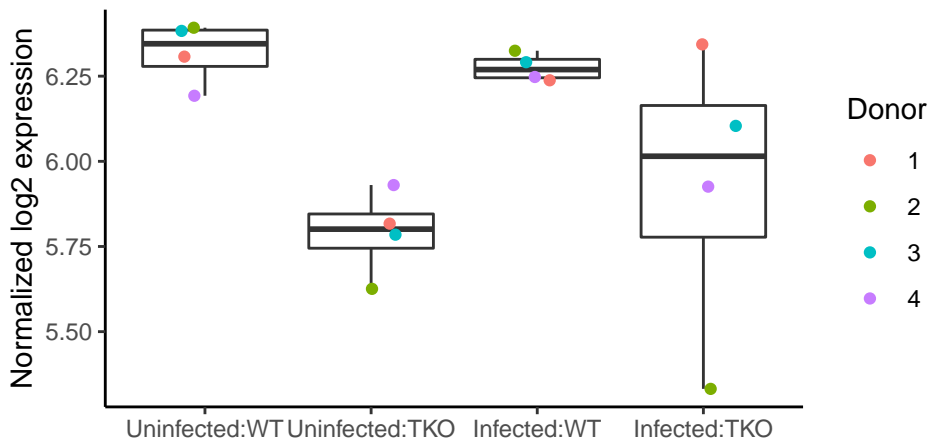 Normalized log2 expression
6.25
6.00
5.75
5.50
Uninfected:WT
Uninfected:TKO
Infected:WT
Infected:TKO
Donor
1
2
3
4